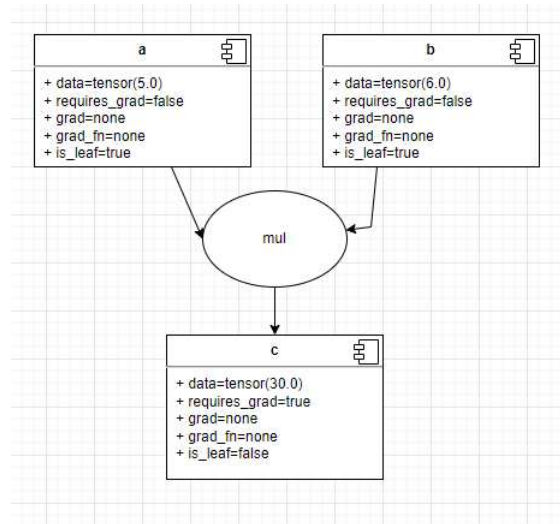 a
+ data=tensor(5.0)
+ requires_grad=false
+ grad=none
+ grad_fn=none
+ is_leaf=true
b
+ data=tensor(6.0)
+ requires_grad=false
+ grad=none
+ grad_fn=none
+ is_leaf=true
mul
c
+ data=tensor(30.0)
+ requires_grad=true
+ grad=none
+ grad_fn=none
+ is_leaf=false